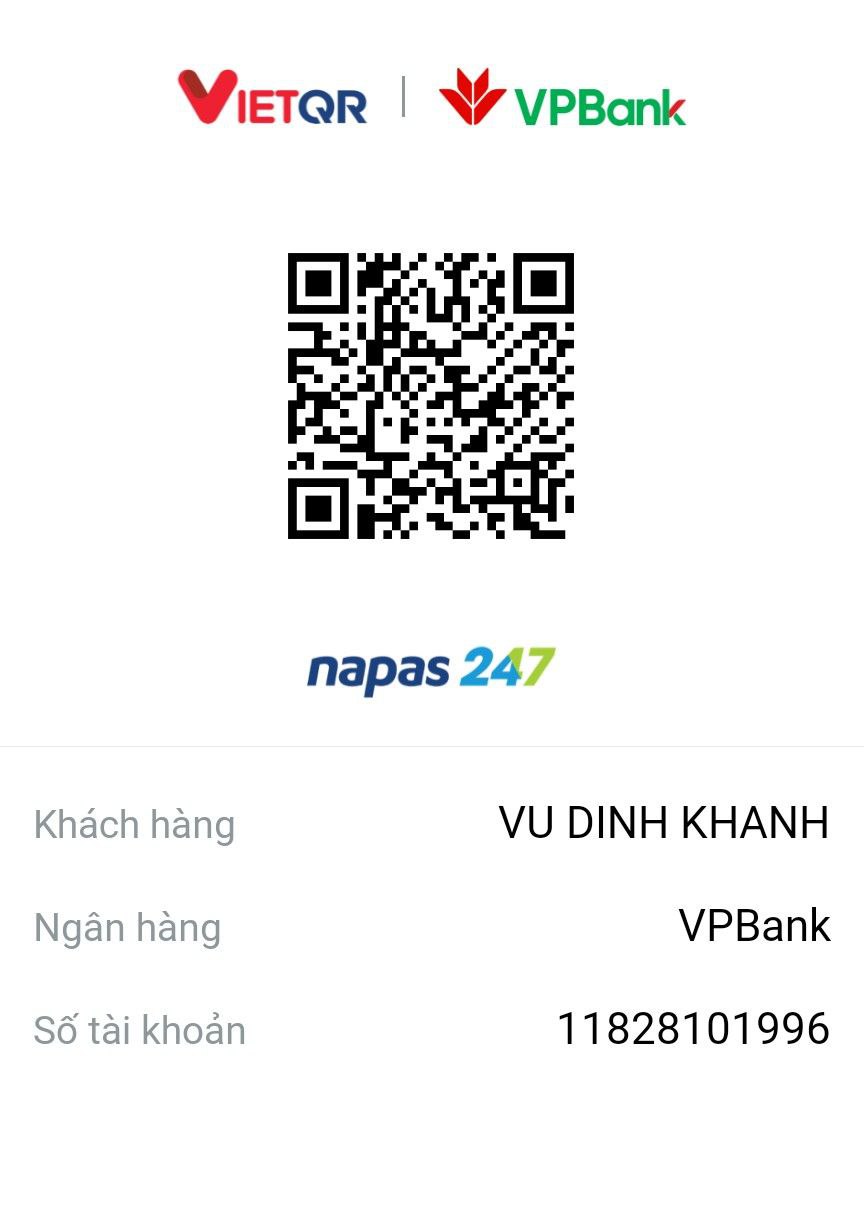 VIETQR | VPBank
napas 247
Khách hàng VU DINH KHANH
Ngân hàng VPBank
Số tài khoản 11828101996